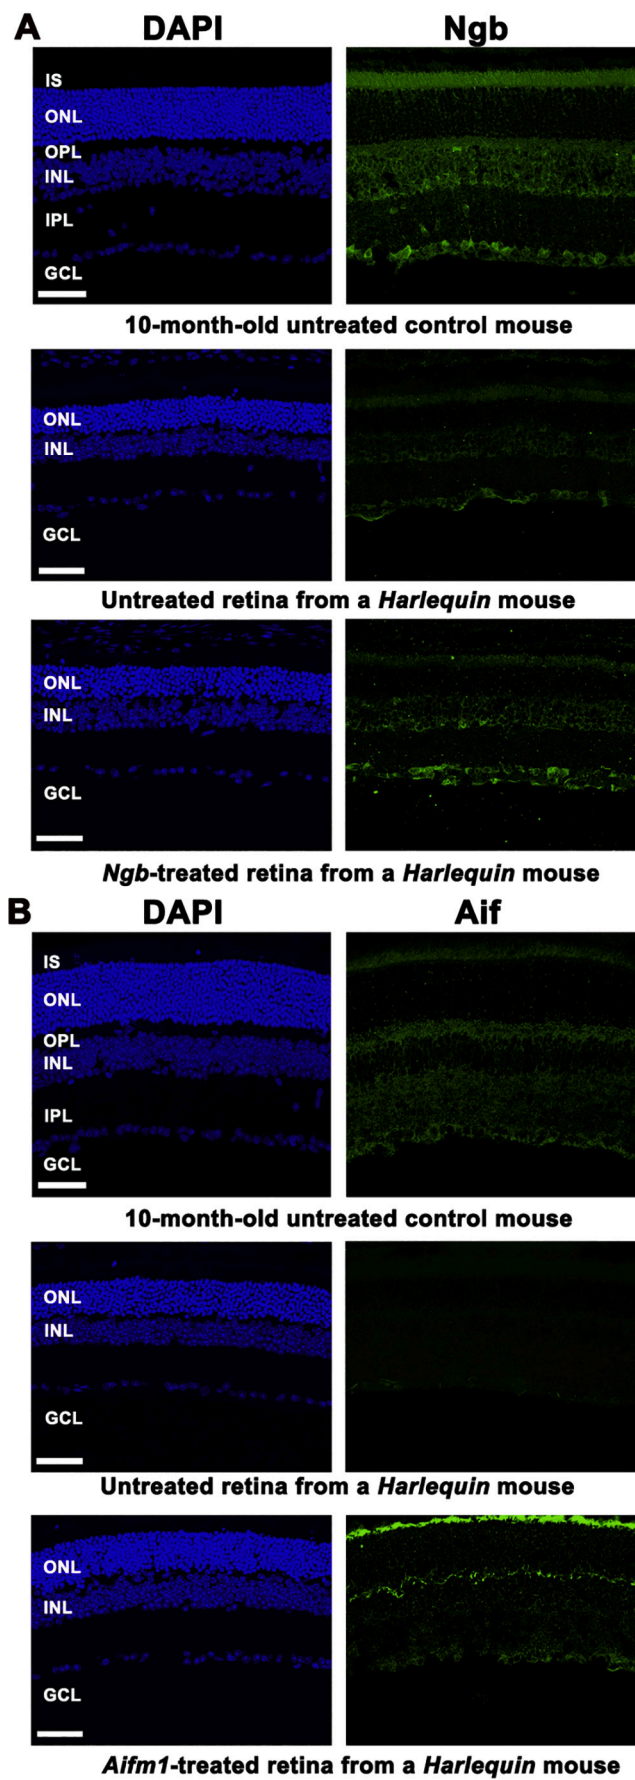 A
DAPI Ngb
IS
ONL
OPL
INL
IPL
GCL
10-month-old untreated control mouse
ONL
INL
GCL
Untreated retina from a Harlequin mouse
ONL
INL
GCL
Ngb-treated retina from a Harlequin mouse
B
DAPI Aif
IS
ONL
OPL
INL
IPL
GCL
10-month-old untreated control mouse
ONL
INL
GCL
Untreated retina from a Harlequin mouse
ONL
INL
GCL
Aifm1-treated retina from a Harlequin mouse